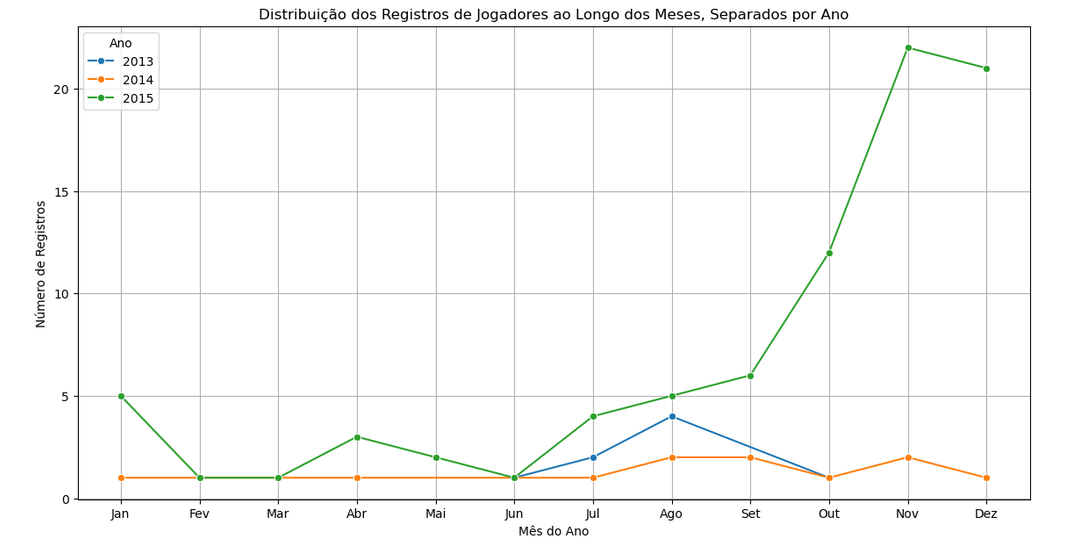 Distribuição dos Registros de Jogadores ao Longo dos Meses, Separados por Ano
Ano
2013
2014
2015
20
15
10
5
0
Número de Registros
Jan Fev Mar Abr Mai Jun Jul Ago Set Out Nov Dez
Mês do Ano